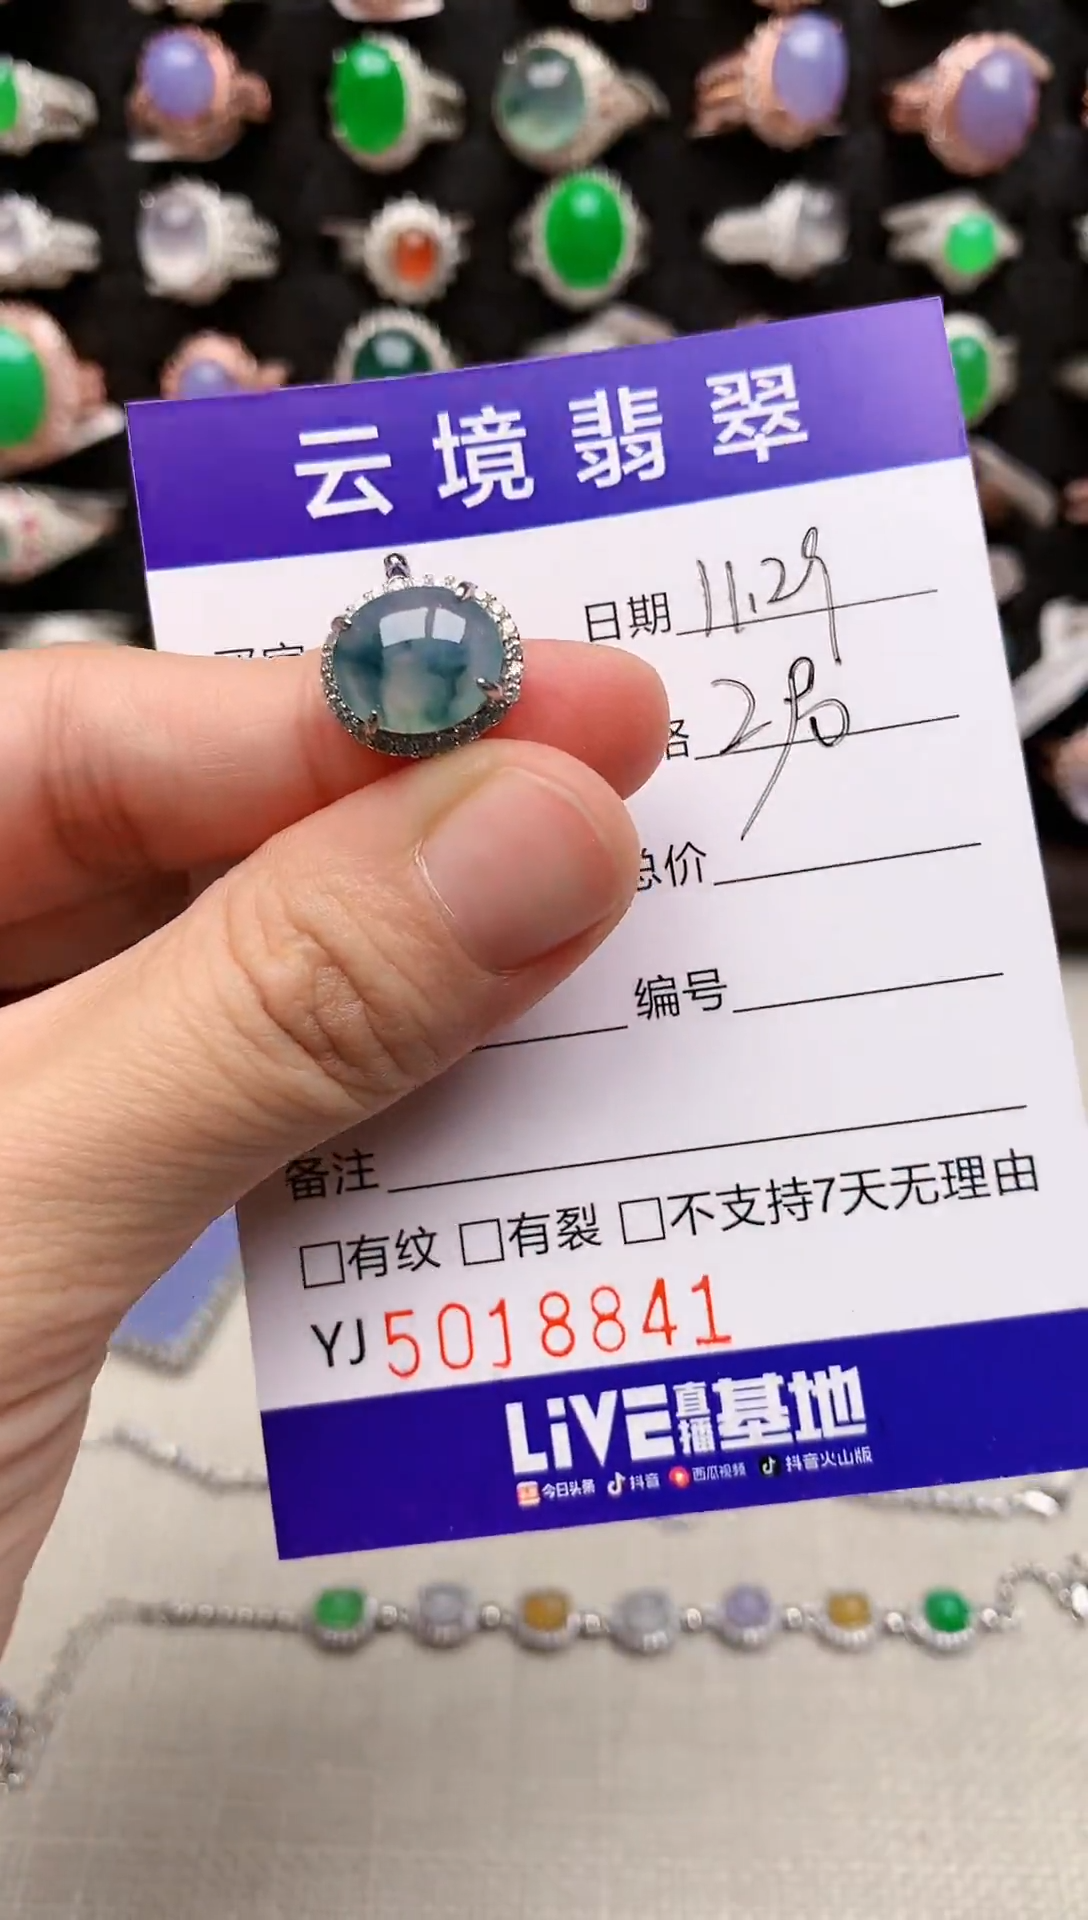 云境翡翠
日期 11.29
格
总价
编号
备注
□有纹 □有裂 □不支持7天无理由
YJ 5018841
LiVE直播基地
今日头条 抖音 西瓜视频 抖音火山版